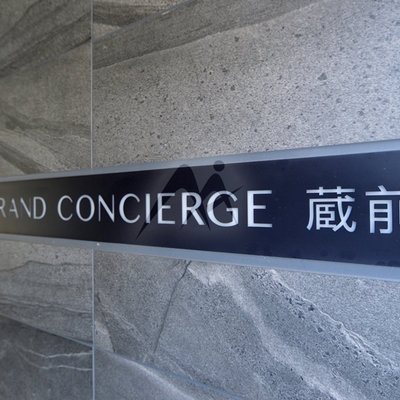 RAND CONCIERGE 蔵前